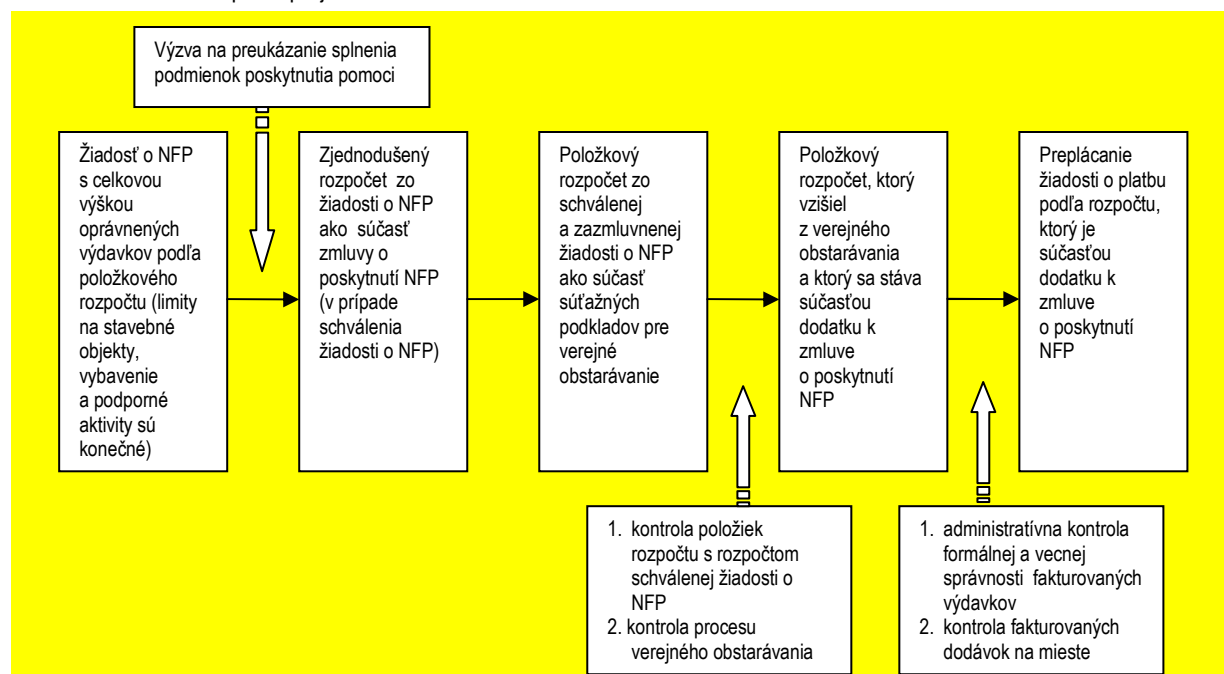 Výzva na preukázanie splnenia
podmienok poskytnutia pomoci
Žiadosť o NFP
s celkovou
výškou
oprávnených
výdavkov podľa
položkového
rozpočtu (limity
na stavebné
objekty,
vybavenie
a podporné
aktivity sú
konečné)
Zjednodušený
rozpočet zo
žiadosti o NFP
ako súčasť
zmluvy o
poskytnutí NFP
(v prípade
schválenia
žiadosti o NFP)
Položkový
rozpočet zo
schválenej
a zazmluvnenej
žiadosti o NFP
ako súčasť
súťažných
podkladov pre
verejné
obstarávanie
Položkový
rozpočet, ktorý
vzišiel
z verejného
obstarávania
a ktorý sa stáva
súčasťou
dodatku k
zmluve
o poskytnutí
NFP
Preplácanie
žiadosti o platbu
podľa rozpočtu,
ktorý je
súčasťou
dodatku k
zmluve
o poskytnutí
NFP
1. kontrola položiek
rozpočtu s rozpočtom
schválenej žiadosti o
NFP
2. kontrola procesu
verejného obstarávania
1. administratívna kontrola
formálnej a vecnej
správnosti fakturovaných
výdavkov
2. kontrola fakturovaných
dodávok na mieste